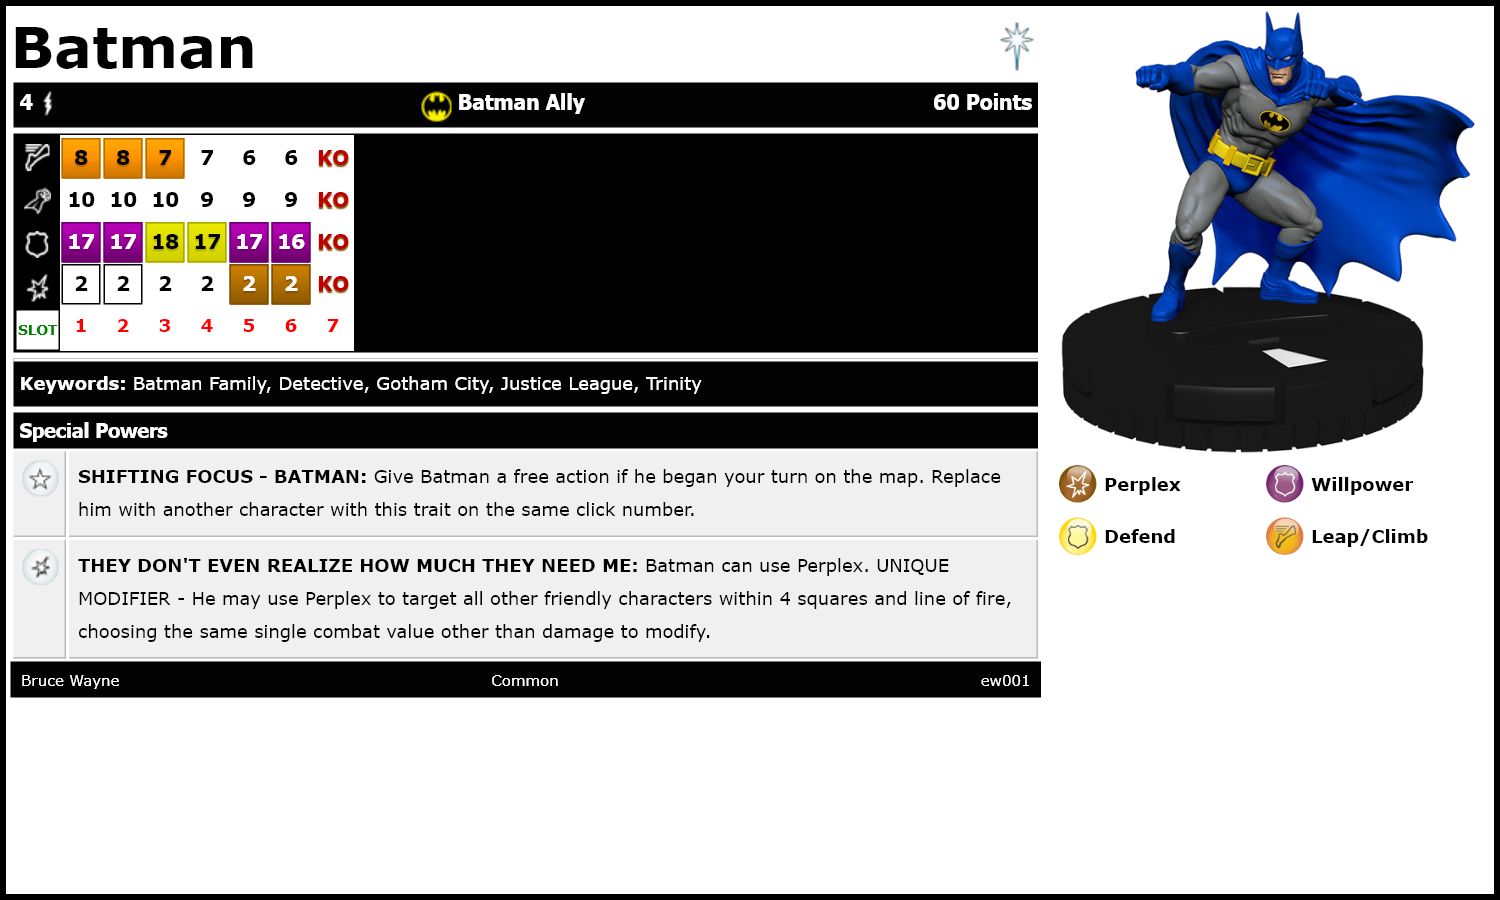 Batman
4 Batman Ally 60 Points
8 8 7 7 6 6 KO
10 10 10 9 9 9 KO
17 17 18 17 17 16 KO
2 2 2 2 2 2 KO
SLOT 1 2 3 4 5 6 7
Keywords: Batman Family, Detective, Gotham City, Justice League, Trinity
Special Powers
SHIFTING FOCUS - BATMAN: Give Batman a free action if he began your turn on the map. Replace
him with another character with this trait on the same click number.
THEY DON'T EVEN REALIZE HOW MUCH THEY NEED ME: Batman can use Perplex. UNIQUE
MODIFIER - He may use Perplex to target all other friendly characters within 4 squares and line of fire,
choosing the same single combat value other than damage to modify.
Bruce Wayne Common ew001
Perplex Willpower
Defend Leap/Climb